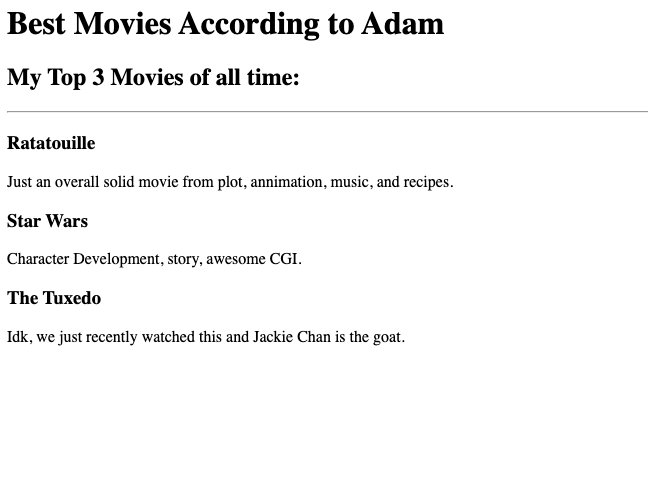 Best Movies According to Adam
My Top 3 Movies of all time:
Ratatouille
Just an overall solid movie from plot, annimation, music, and recipes.
Star Wars
Character Development, story, awesome CGI.
The Tuxedo
Idk, we just recently watched this and Jackie Chan is the goat.